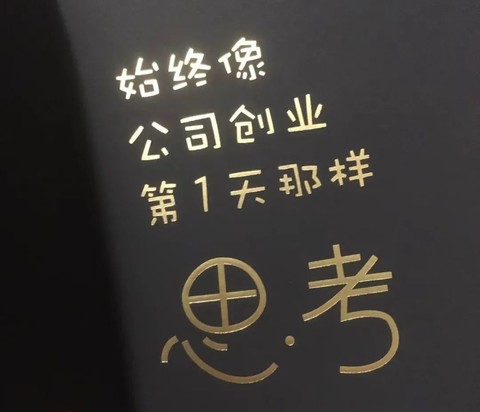 始终像
公司创业
第1天那样
思考